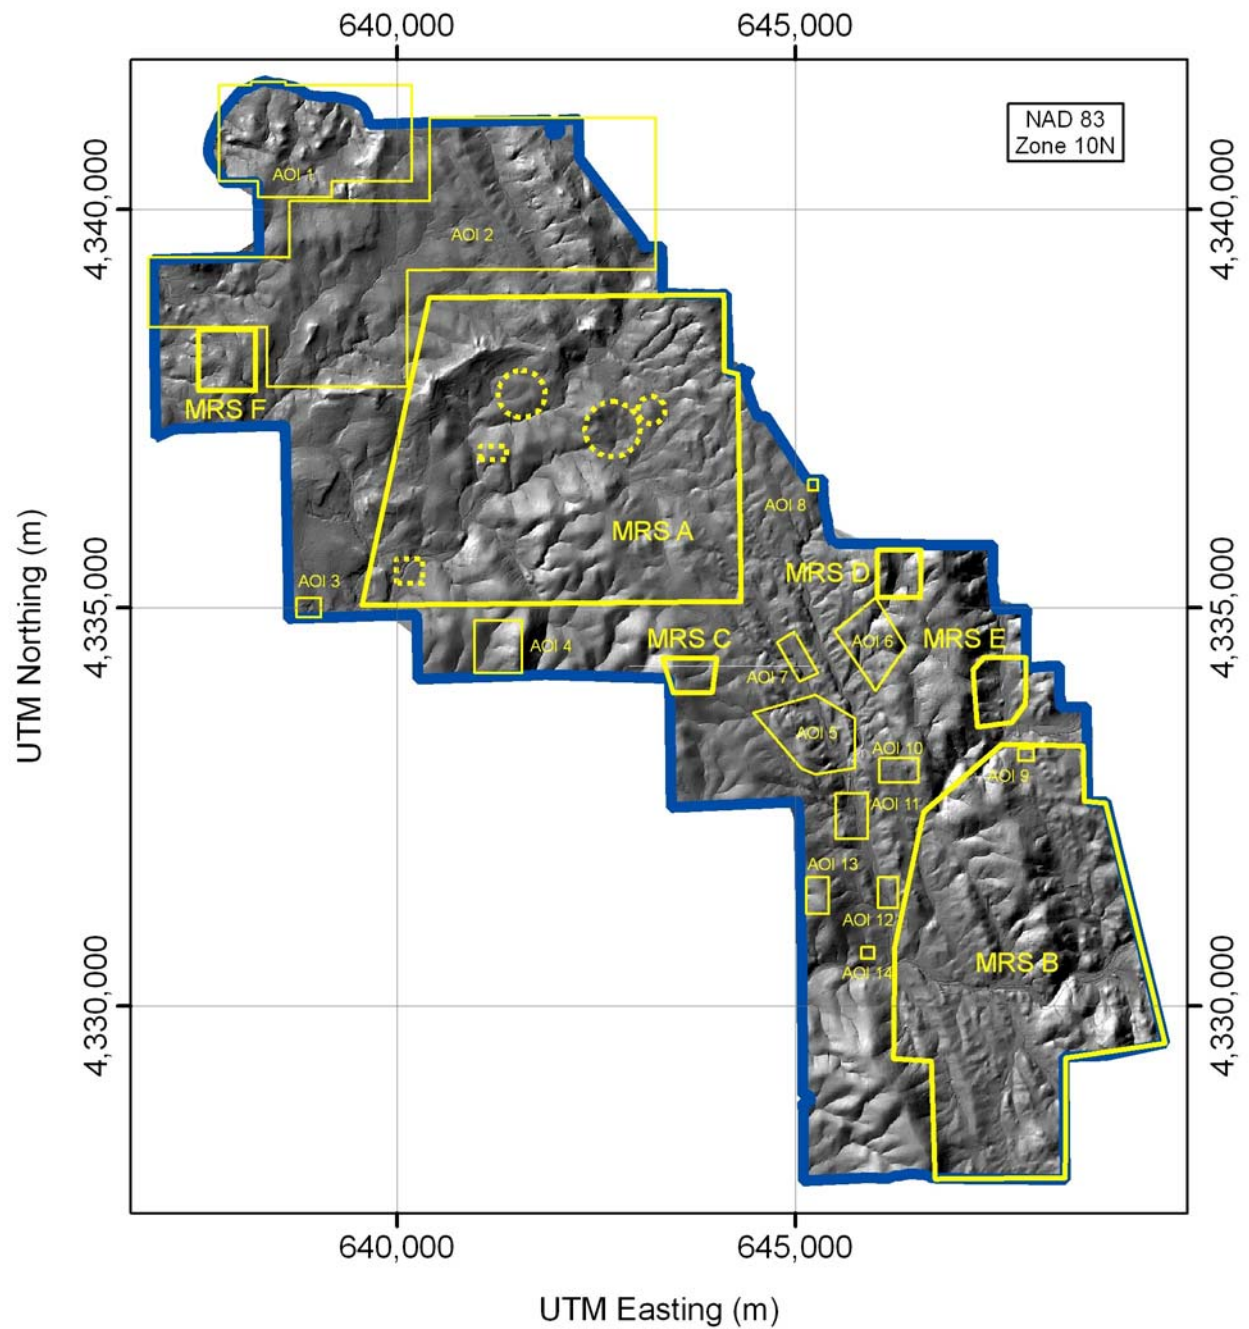 640,000
645,000
NAD 83
Zone 10N
4,340,000
4,340,000
AOI 1
AOI 2
MRS F
AOI 8
MRS A
MRS D
AOI 3
4,335,000
4,335,000
UTM Northing (m)
AOI 4
MRS C
AOI 6
MRS E
AOI 7
AOI 5
AOI 10
AOI 9
AOI 11
AOI 13
AOI 12
MRS B
AOI 14
4,330,000
4,330,000
640,000
645,000
UTM Easting (m)